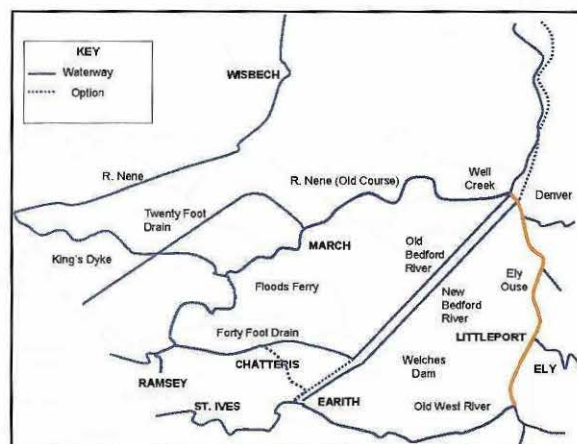 KEY
Waterway
Option
WISBECH
R. Nene
R. Nene (Old Course)
Well
Creek
Denver
Twenty Foot
Drain
MARCH
Old
Bedford
River
King's Dyke
Floods Ferry
Ely
Ouse
New
Bedford
River
Forty Foot Drain
LITTLEPORT
CHATTERIS
Welches
Dam
ELY
RAMSEY
ST. IVES
EARITH
Old West River